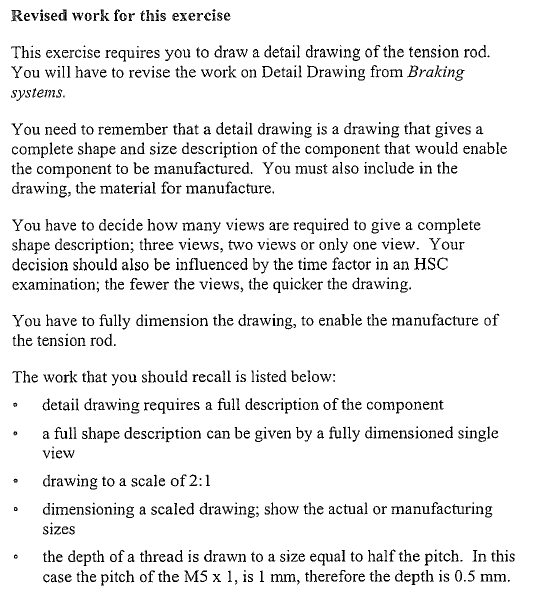 Revised work for this exercise
This exercise requires you to draw a detail drawing of the tension rod.
You will have to revise the work on Detail Drawing from Braking
systems.
You need to remember that a detail drawing is a drawing that gives a
complete shape and size description of the component that would enable
the component to be manufactured. You must also include in the
drawing, the material for manufacture.
You have to decide how many views are required to give a complete
shape description; three views, two views or only one view. Your
decision should also be influenced by the time factor in an HSC
examination; the fewer the views, the quicker the drawing.
You have to fully dimension the drawing, to enable the manufacture of
the tension rod.
The work that you should recall is listed below:
• detail drawing requires a full description of the component
• a full shape description can be given by a fully dimensioned single
view
• drawing to a scale of 2:1
• dimensioning a scaled drawing; show the actual or manufacturing
sizes
• the depth of a thread is drawn to a size equal to half the pitch. In this
case the pitch of the M5 x 1, is 1 mm, therefore the depth is 0.5 mm.